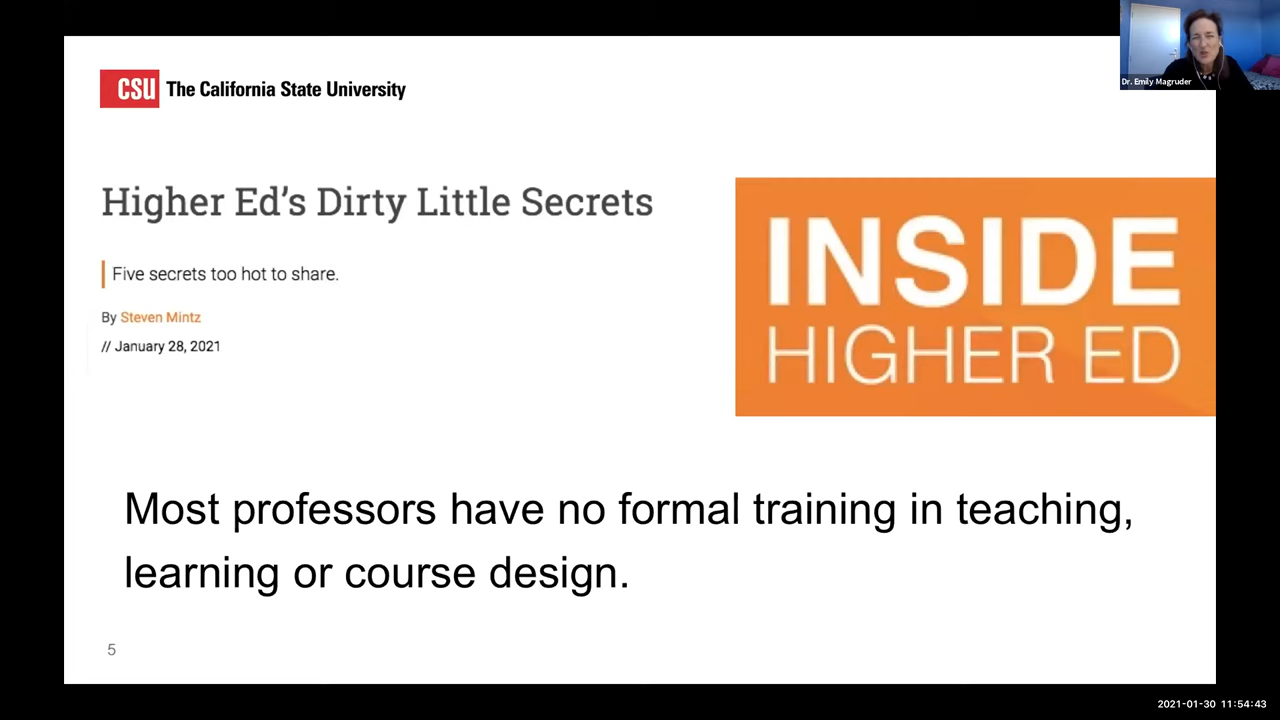 Dr. Emily Magruder
CSU The California State University
Higher Ed’s Dirty Little Secrets
Five secrets too hot to share.
By Steven Mintz
// January 28, 2021
INSIDE
HIGHER ED
Most professors have no formal training in teaching,
learning or course design.
5
2021-01-30 11:54:43